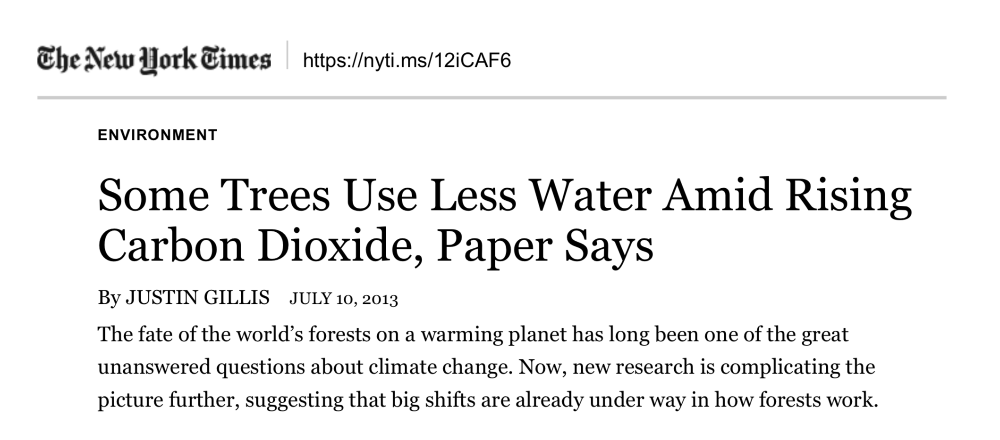 The New York Times | https://nyti.ms/12iCAF6
ENVIRONMENT
Some Trees Use Less Water Amid Rising
Carbon Dioxide, Paper Says
By JUSTIN GILLIS JULY 10, 2013
The fate of the world’s forests on a warming planet has long been one of the great
unanswered questions about climate change. Now, new research is complicating the
picture further, suggesting that big shifts are already under way in how forests work.